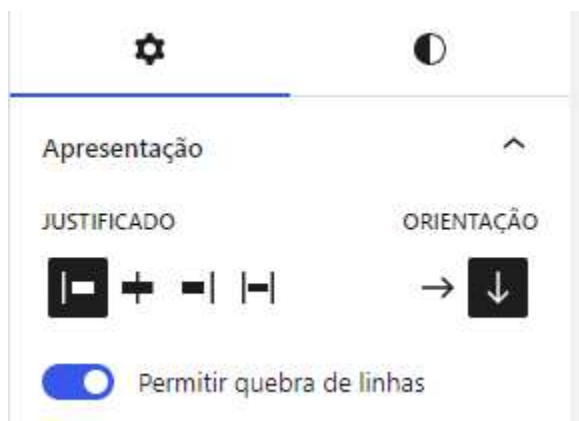 Apresentação
JUSTIFICADO ORIENTAÇÃO
Permitir quebra de linhas